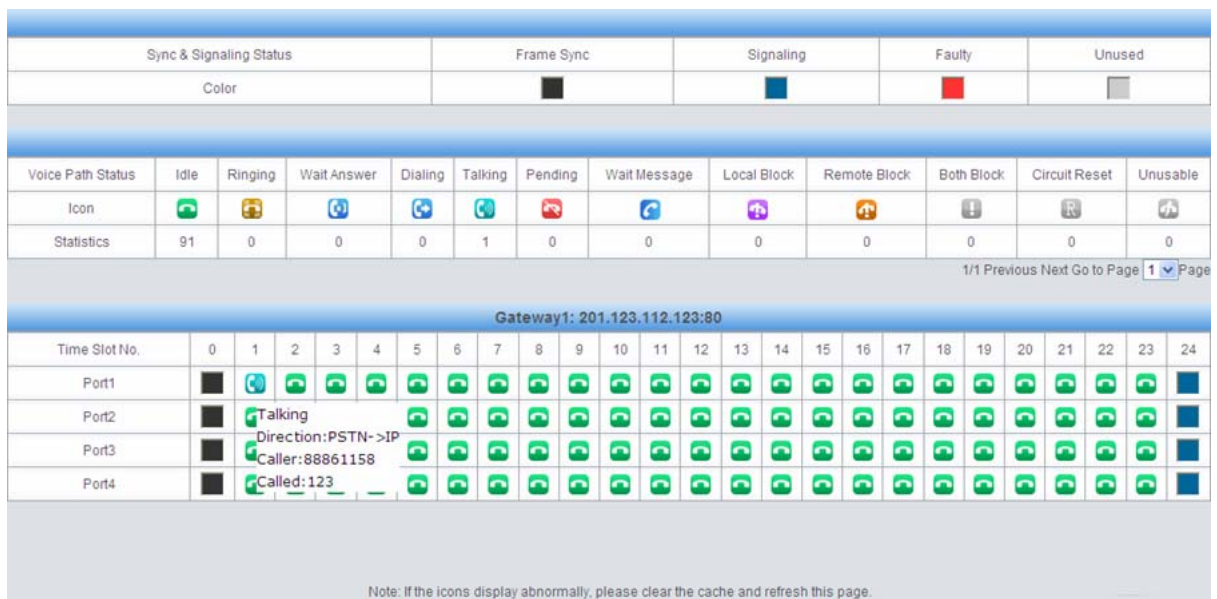 Sync & Signaling Status Frame Sync Signaling Faulty Unused
Color
Voice Path Status Idle Ringing Wait Answer Dialing Talking Pending Wait Message Local Block Remote Block Both Block Circuit Reset Unusable
Icon
Statistics 91 0 0 0 1 0 0 0 0 0 0 0
1/1 Previous Next Go to Page 1 Page
Gateway1: 201.123.112.123:80
Time Slot No. 0 1 2 3 4 5 6 7 8 9 10 11 12 13 14 15 16 17 18 19 20 21 22 23 24
Port1
Port2
Port3
Port4
Talking
Direction:PSTN->IP
Caller:88861158
Called:123
Note: If the icons display abnormally, please clear the cache and refresh this page.